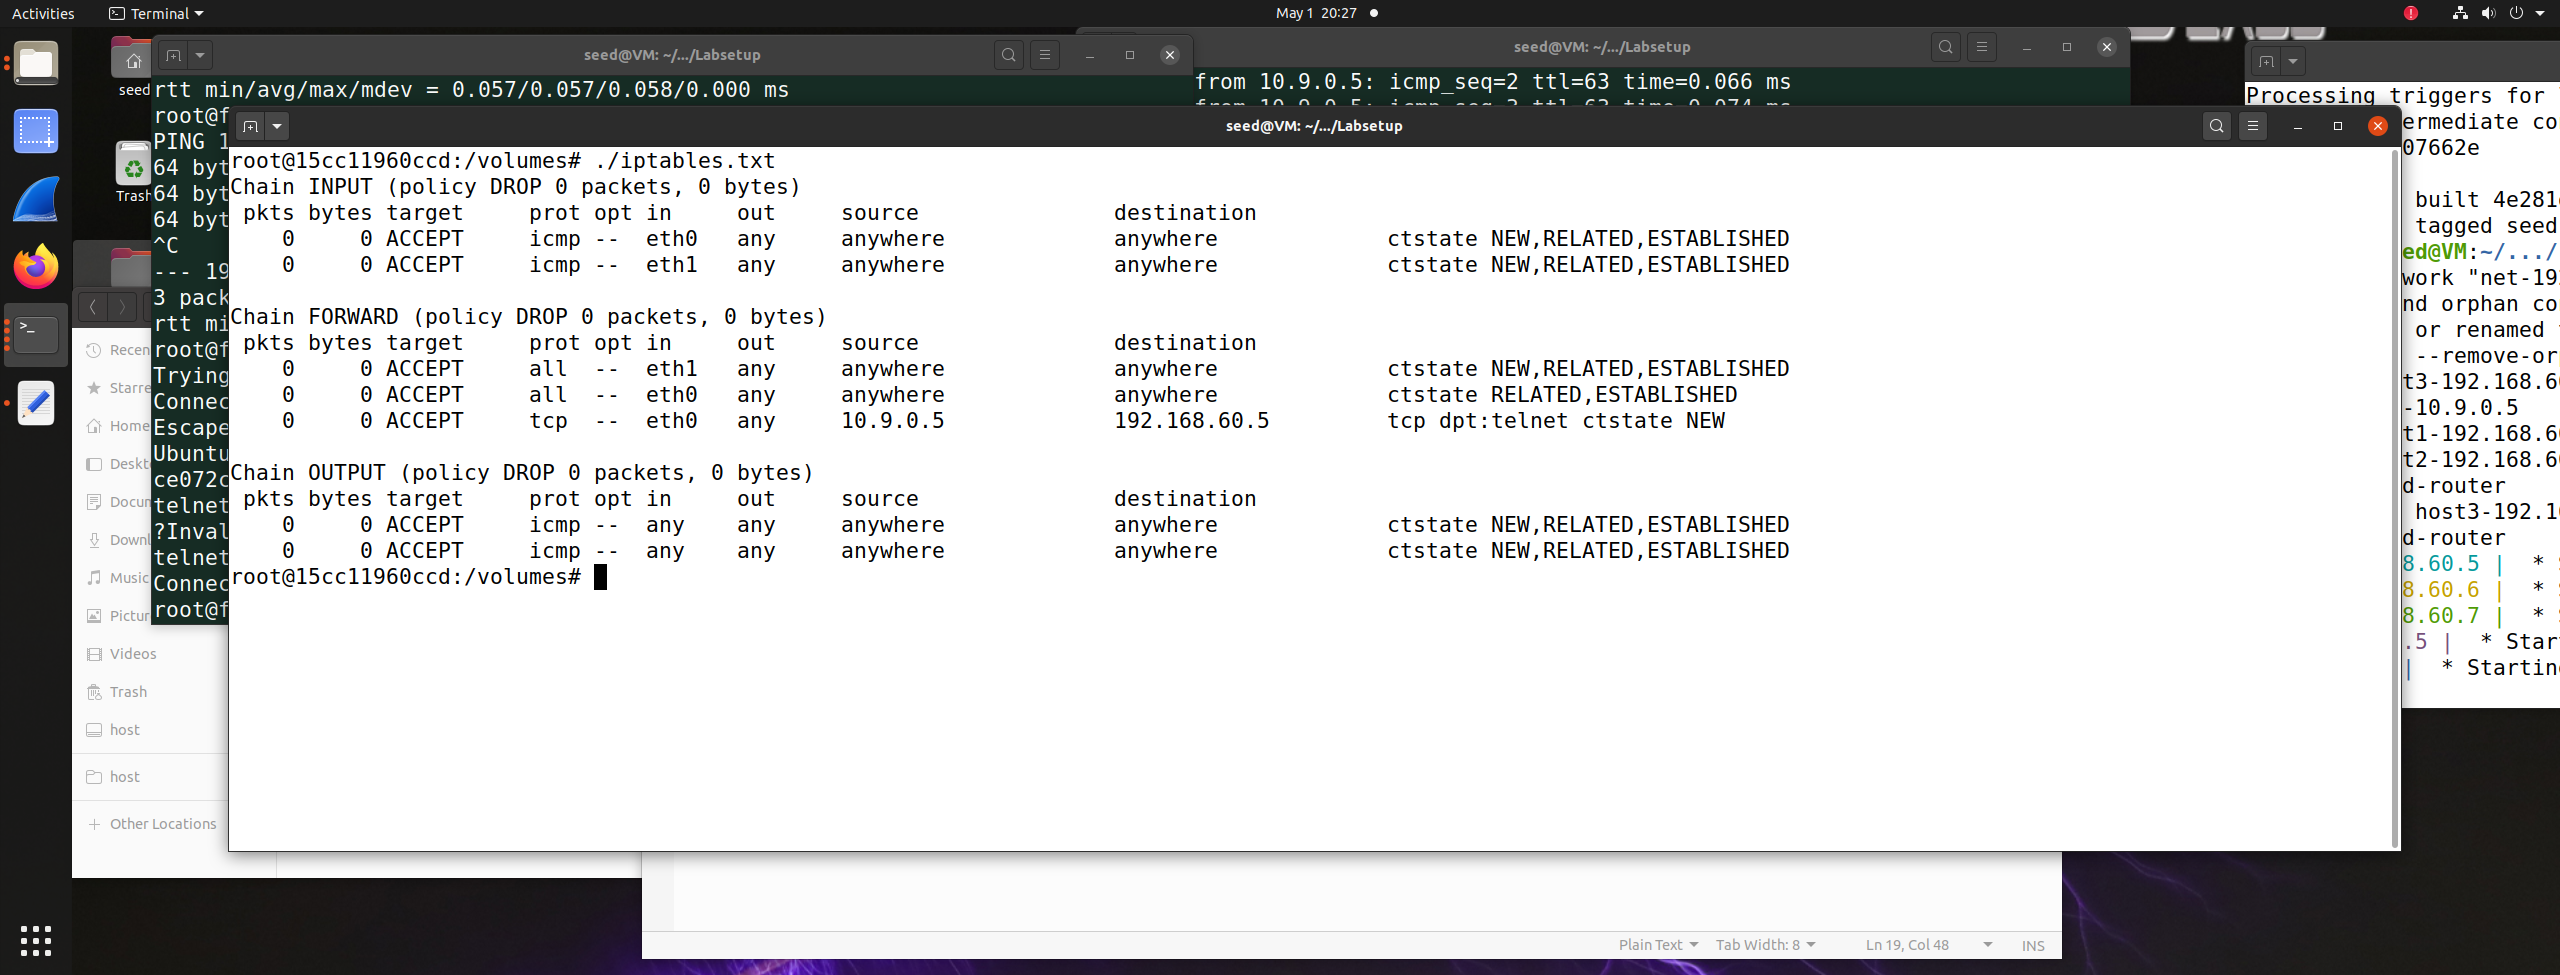 Activities
Terminal
May 1 20:27
seed
Trash
Recen
Starre
Home
Deskt
Docum
Downl
Music
Pictur
Videos
Trash
host
host
Other Locations
seed@VM: ~/.../Labsetup
rtt min/avg/max/mdev = 0.057/0.057/0.058/0.000 ms
root@f
PING 1
64 byt
64 byt
64 byt
^C
--- 19
3 pack
rtt mi
root@f
Trying
Connec
Escape
Ubuntu
ce072c
telnet
?Inval
telnet
Connec
root@f
seed@VM: ~/.../Labsetup
from 10.9.0.5: icmp_seq=2 ttl=63 time=0.066 ms
from 10.9.0.5: icmp_seq=3 ttl=63 time=0.074 ms
seed@VM: ~/.../Labsetup
root@15cc11960ccd:/volumes# ./iptables.txt
Chain INPUT (policy DROP 0 packets, 0 bytes)
pkts bytes target prot opt in out source destination
0 0 ACCEPT icmp -- eth0 any anywhere anywhere ctstate NEW,RELATED,ESTABLISHED
0 0 ACCEPT icmp -- eth1 any anywhere anywhere ctstate NEW,RELATED,ESTABLISHED
Chain FORWARD (policy DROP 0 packets, 0 bytes)
pkts bytes target prot opt in out source destination
0 0 ACCEPT all -- eth1 any anywhere anywhere ctstate NEW,RELATED,ESTABLISHED
0 0 ACCEPT all -- eth0 any anywhere anywhere ctstate RELATED,ESTABLISHED
0 0 ACCEPT tcp -- eth0 any 10.9.0.5 192.168.60.5 tcp dpt:telnet ctstate NEW
Chain OUTPUT (policy DROP 0 packets, 0 bytes)
pkts bytes target prot opt in out source destination
0 0 ACCEPT icmp -- any any anywhere anywhere ctstate NEW,RELATED,ESTABLISHED
0 0 ACCEPT icmp -- any any anywhere anywhere ctstate NEW,RELATED,ESTABLISHED
root@15cc11960ccd:/volumes#
Processing triggers for
ermediate co
07662e
built 4e281
tagged seed
ed@VM:~/.../
work "net-19
nd orphan co
or renamed
--remove-or
t3-192.168.6
-10.9.0.5
t1-192.168.6
t2-192.168.6
d-router
host3-192.1
d-router
8.60.5 | *
8.60.6 | *
8.60.7 | *
.5 | * Star
| * Startin
Plain Text
Tab Width: 8
Ln 19, Col 48
INS